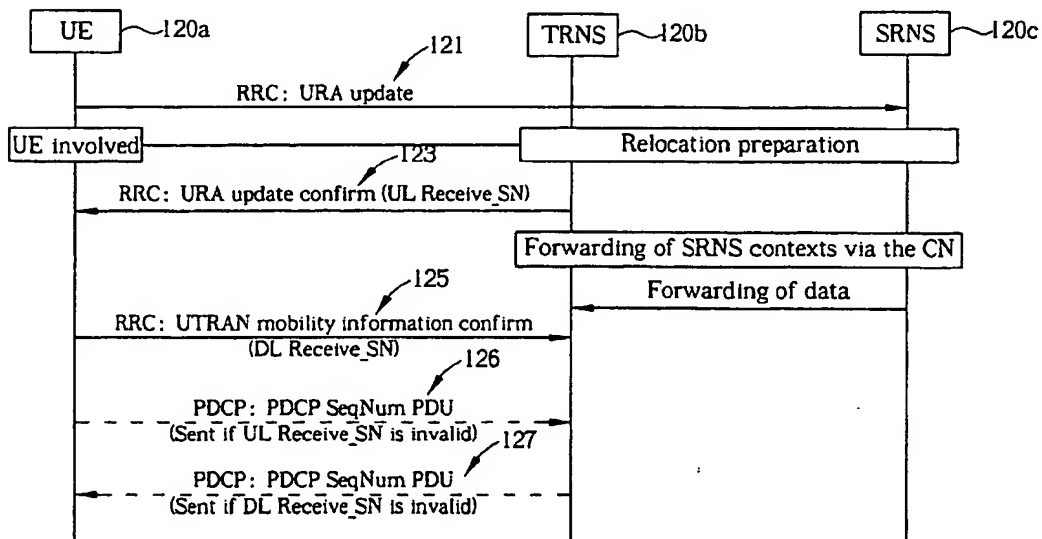 UE 120a TRNS 120b SRNS 120c
121
RRC: URA update
UE involved Relocation preparation
123
RRC: URA update confirm (UL Receive_SN)
Forwarding of SRNS contexts via the CN
125 Forwarding of data
RRC: UTRAN mobility information confirm
(DL Receive_SN)
126
PDCP: PDCP SeqNum PDU
(Sent if UL Receive_SN is invalid)
127
PDCP: PDCP SeqNum PDU
(Sent if DL Receive_SN is invalid)